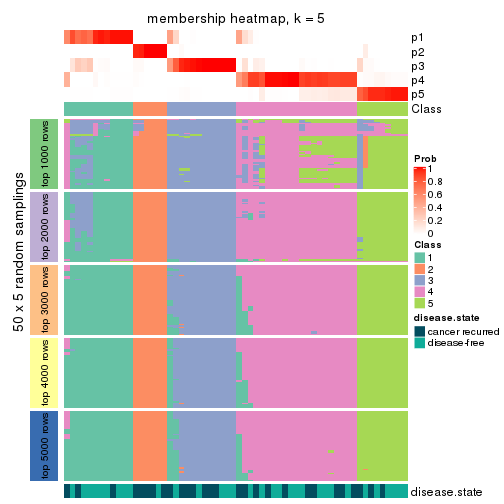 membership heatmap, k = 5
p1
p2
p3
p4
p5
Class
50 x 5 random samplings
top 1000 rows
top 2000 rows
top 3000 rows
top 4000 rows
top 5000 rows
disease.state
Prob
1
0.8
0.6
0.4
0.2
0
Class
1
2
3
4
5
disease.state
cancer recurred
disease-free